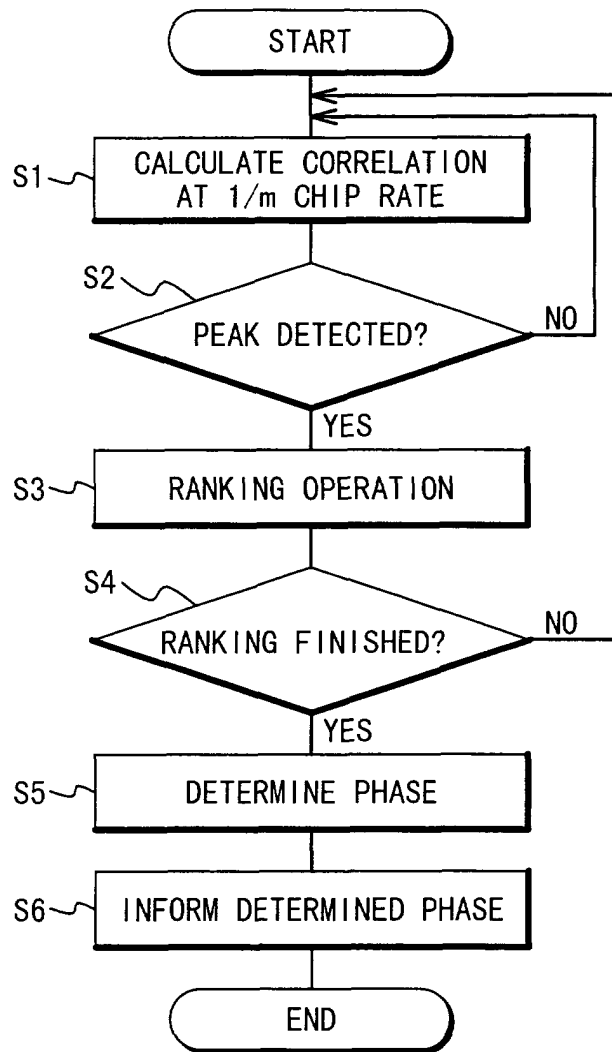 START
S1
CALCULATE CORRELATION
AT 1/m CHIP RATE
S2
PEAK DETECTED?
NO
YES
S3
RANKING OPERATION
S4
RANKING FINISHED?
NO
YES
S5
DETERMINE PHASE
S6
INFORM DETERMINED PHASE
END